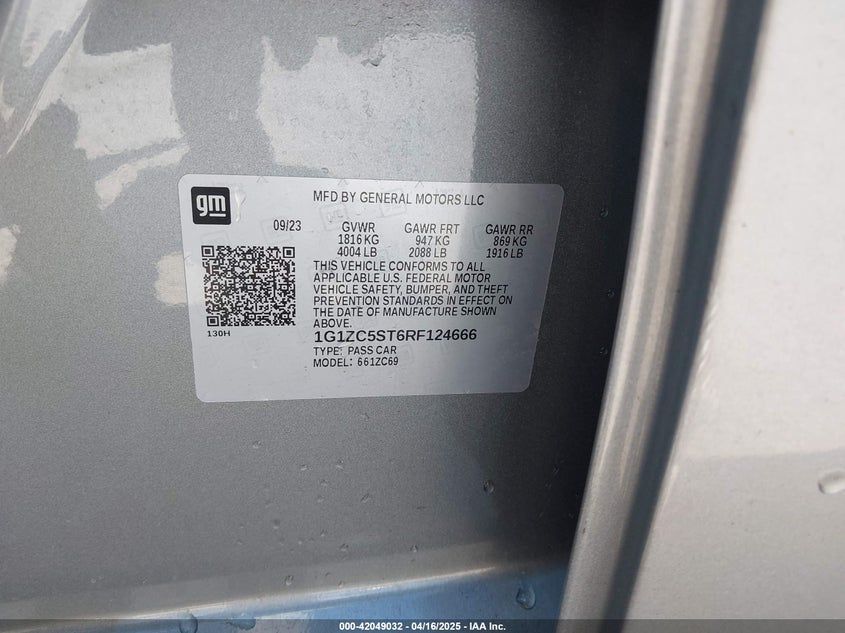 gm
MFD BY GENERAL MOTORS LLC
09/23 GVWR GAWR FRT GAWR RR
1816 KG 947 KG 869 KG
4004 LB 2088 LB 1916 LB
THIS VEHICLE CONFORMS TO ALL
APPLICABLE U.S. FEDERAL MOTOR
VEHICLE SAFETY, BUMPER, AND THEFT
PREVENTION STANDARDS IN EFFECT ON
THE DATE OF MANUFACTURE SHOWN
ABOVE.
130H
1G1ZC5ST6RF124666
TYPE: PASS CAR
MODEL: 661ZC69
000-42049032 - 04/16/2025 - IAA Inc.